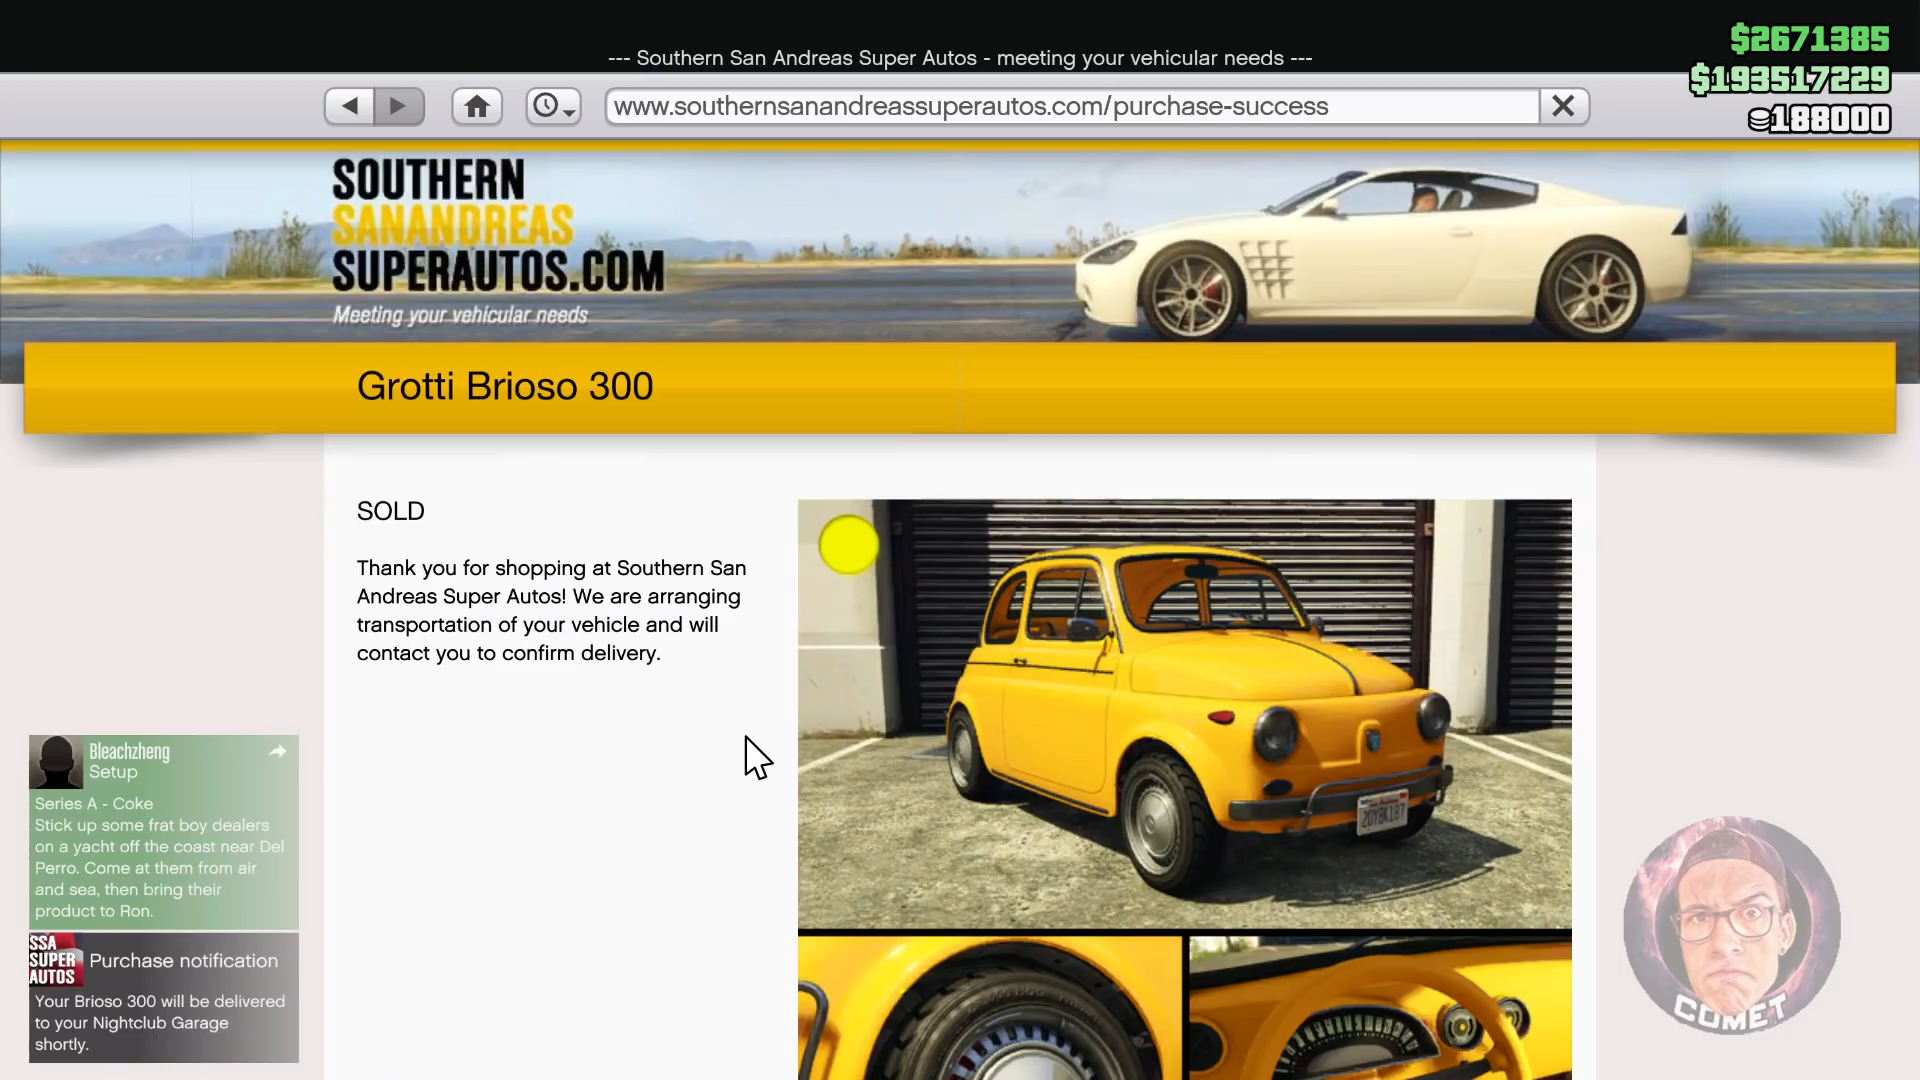 --- Southern San Andreas Super Autos - meeting your vehicular needs ---
$2671385
$193517229
188000
www.southernsanandreassuperautos.com/purchase-success
SOUTHERN
SANANDREAS
SUPERAUTOS.COM
Meeting your vehicular needs
Grotti Brioso 300
SOLD
Thank you for shopping at Southern San
Andreas Super Autos! We are arranging
transportation of your vehicle and will
contact you to confirm delivery.
Bleachzheng
Setup
Series A - Coke
Stick up some frat boy dealers
on a yacht off the coast near Del
Perro. Come at them from air
and sea, then bring their
product to Ron.
SSA
SUPER
AUTOS
Purchase notification
Your Brioso 300 will be delivered
to your Nightclub Garage
shortly.
COMET